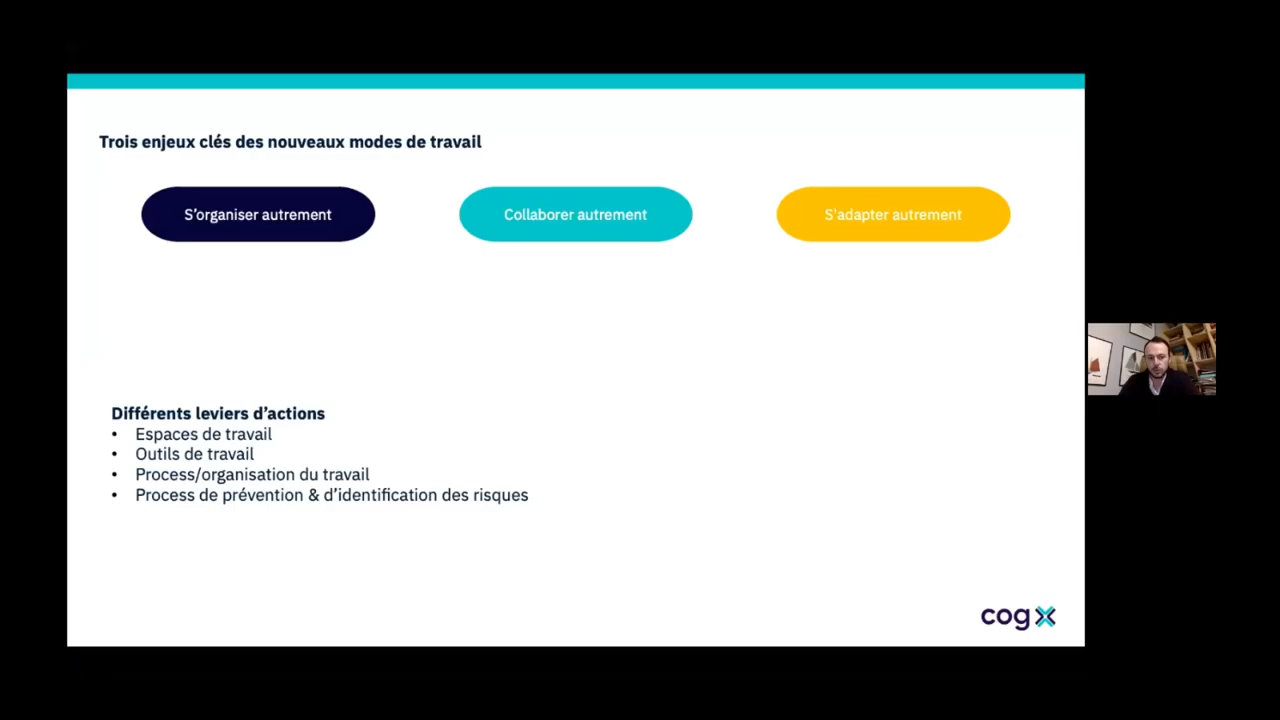 Trois enjeux clés des nouveaux modes de travail
S'organiser autrement
Collaborer autrement
S'adapter autrement
Différents leviers d'actions
• Espaces de travail
• Outils de travail
• Process/organisation du travail
• Process de prévention & d'identification des risques
cog x